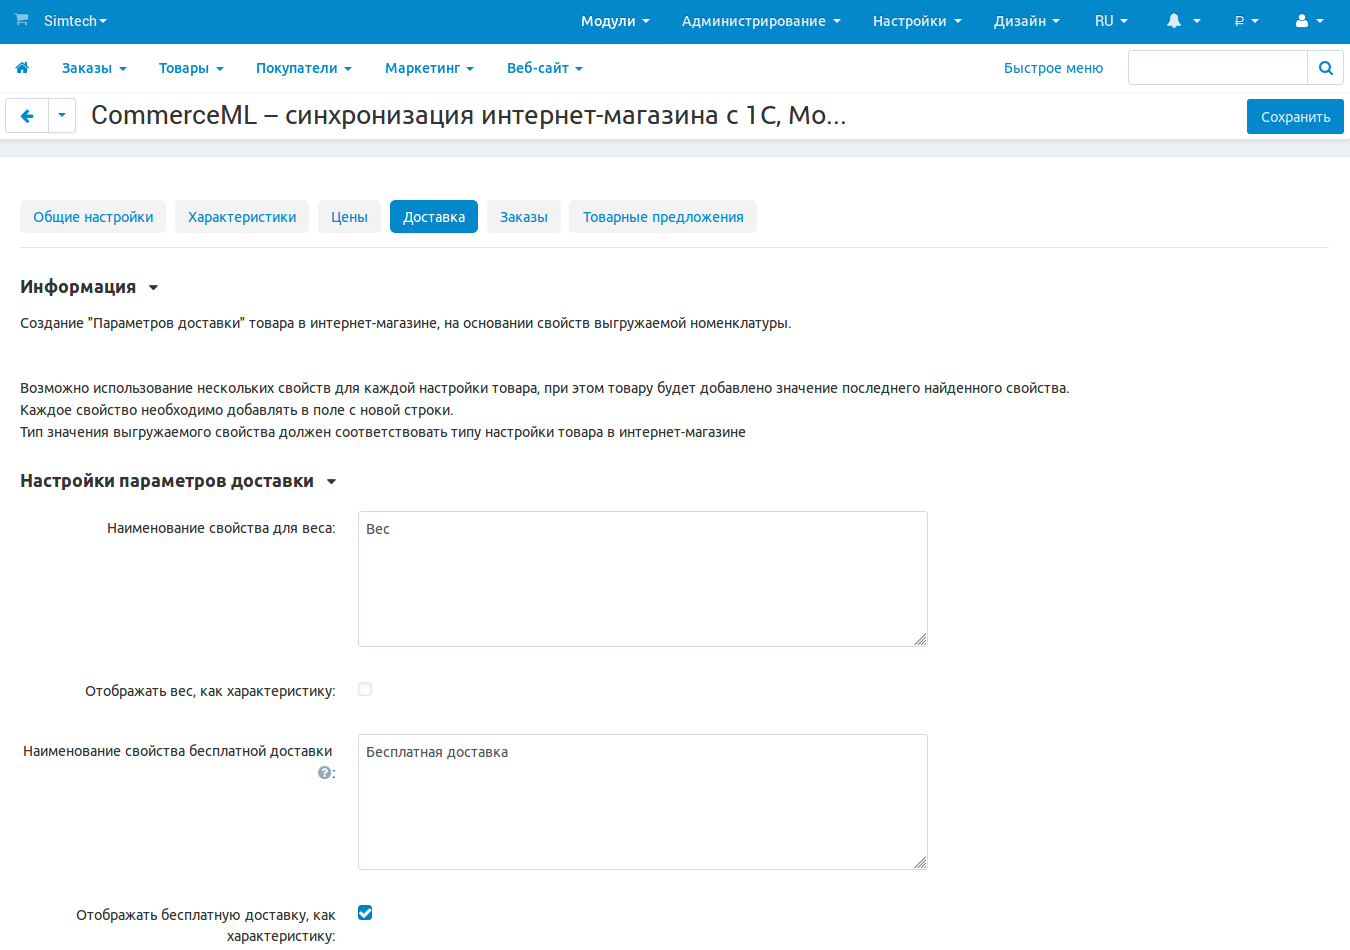 Simtech
Модули
Администрирование
Настройки
Дизайн
RU
₽
Заказы
Товары
Покупатели
Маркетинг
Веб-сайт
Быстрое меню
CommerceML – синхронизация интернет-магазина с 1С, Мо...
Сохранить
Общие настройки
Характеристики
Цены
Доставка
Заказы
Товарные предложения
Информация
Создание "Параметров доставки" товара в интернет-магазине, на основании свойств выгружаемой номенклатуры.
Возможно использование нескольких свойств для каждой настройки товара, при этом товару будет добавлено значение последнего найденного свойства.
Каждое свойство необходимо добавлять в поле с новой строки.
Тип значения выгружаемого свойства должен соответствовать типу настройки товара в интернет-магазине
Настройки параметров доставки
Наименование свойства для веса:
Вес
Отображать вес, как характеристику:
Наименование свойства бесплатной доставки
?:
Бесплатная доставка
Отображать бесплатную доставку, как
характеристику: